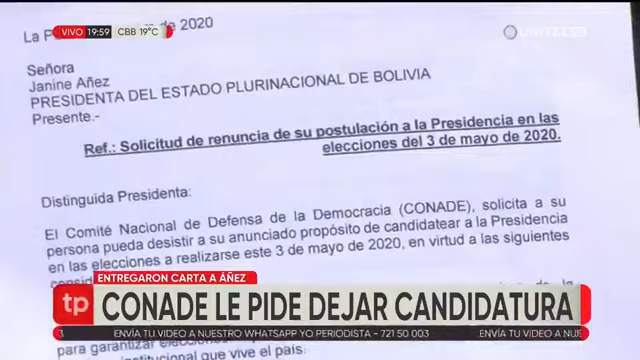 La P de 2020
VIVO 19:59 CBB 19°C
UNITEL
Señora
Janine Añez
PRESIDENTA DEL ESTADO PLURINACIONAL DE BOLIVIA
Presente.-
Ref.: Solicitud de renuncia de su postulación a la Presidencia en las
elecciones del 3 de mayo de 2020.
Distinguida Presidenta:
El Comité Nacional de Defensa de la Democracia (CONADE), solicita a su
persona pueda desistir a su anunciado propósito de candidatear a la Presidencia
en las elecciones a realizarse este 3 de mayo de 2020, en virtud a las siguientes
ENTREGARON CARTA A ÁÑEZ
tp CONADE LE PIDE DEJAR CANDIDATURA
3 ENVÍA TU VIDEO A NUESTRO WHATSAPP YO PERIODISTA - 721 50 003 ENVÍA TU VIDEO A NUE
para garantizar
institucional que vive el país.